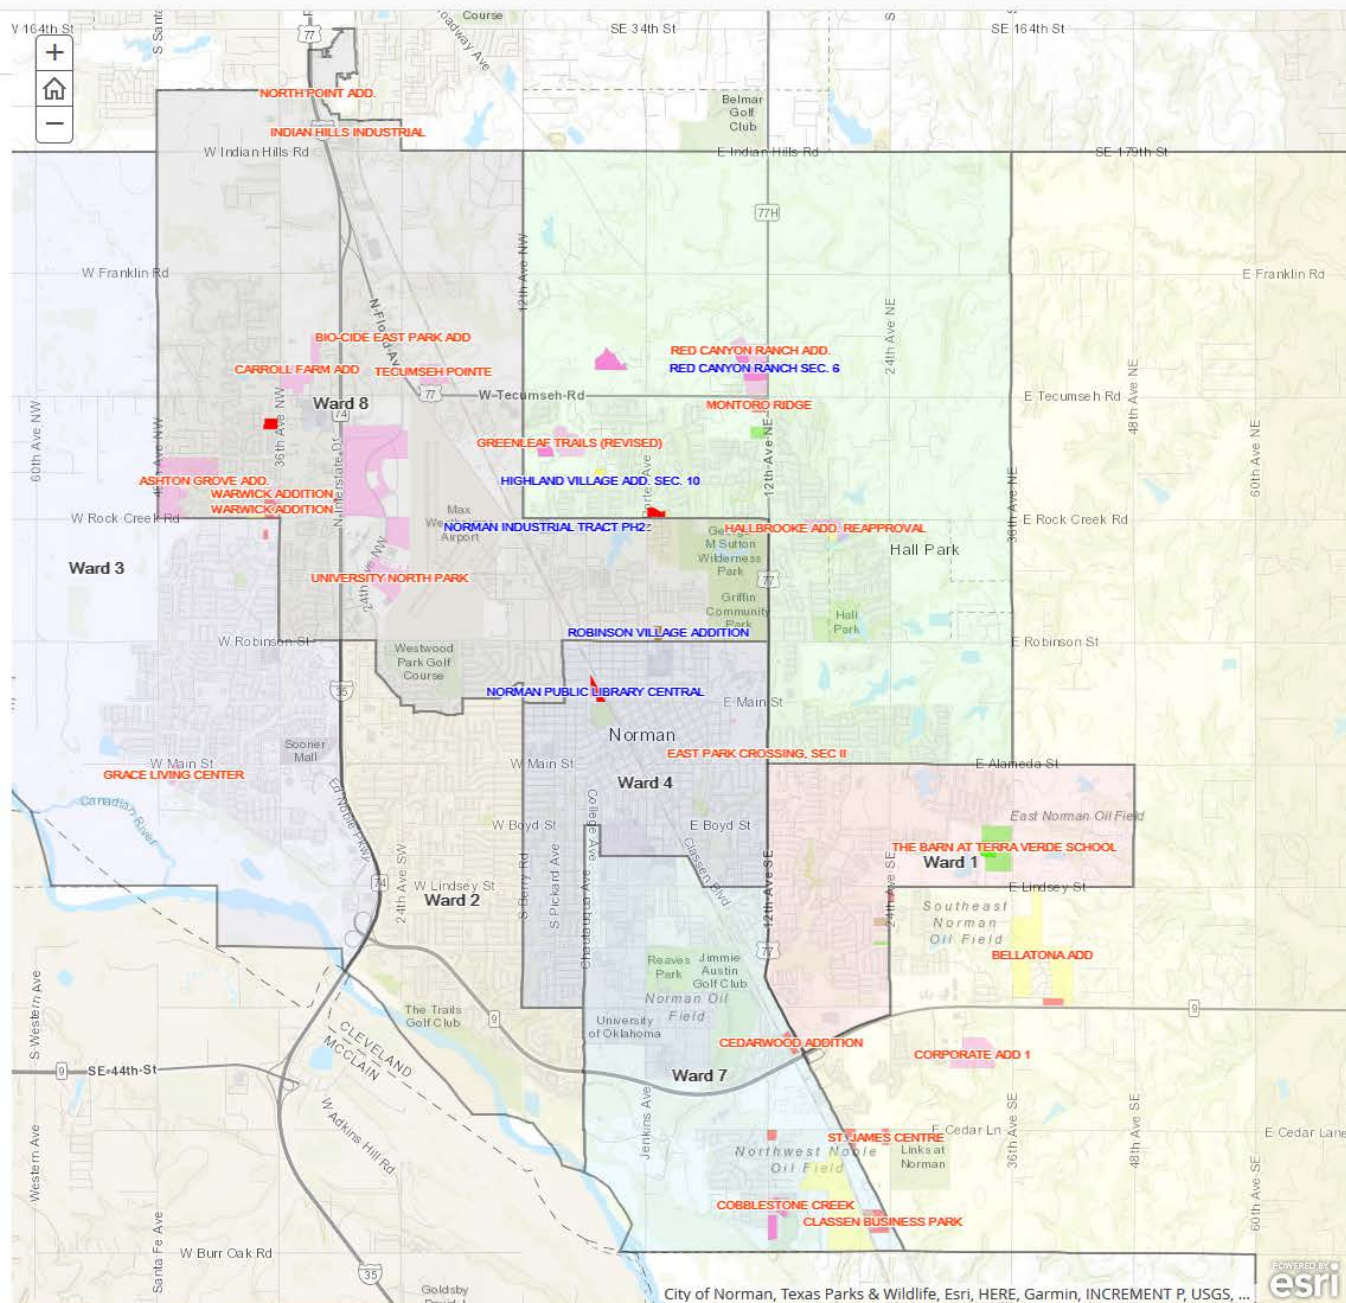 Course
W 164th St
SE 34th St
SE 164th St
S Santa
77
Broadway Ave
+
−
NORTH POINT ADD.
Belmar
Golf
Club
INDIAN HILLS INDUSTRIAL
W Indian Hills Rd
E Indian Hills Rd
SE 179th St
77H
12th Ave NW
W Franklin Rd
E Franklin Rd
24th Ave NE
BIO-CIDE EAST PARK ADD
RED CANYON RANCH ADD.
CARROLL FARM ADD
TECUMSEH POINTE
RED CANYON RANCH SEC. 6
48th Ave NE
77
W Tecumseh Rd
E Tecumseh Rd
Ward 8
74
MONTORO RIDGE
60th Ave NW
36th Ave NW
12th Ave NE
60th Ave NE
GREENLEAF TRAILS (REVISED)
ASHTON GROVE ADD.
HIGHLAND VILLAGE ADD. SEC. 10
WARWICK ADDITION
WARWICK ADDITION
N Interstate Dr
36th Ave NE
W Rock Creek Rd
Max
Airport
NORMAN INDUSTRIAL TRACT PH2
HALLBROOKE ADD. REAPPROVAL
E Rock Creek Rd
George
M Sutton
Wilderness
Park
Hall Park
Ward 3
24th Ave NW
UNIVERSITY NORTH PARK
77
Griffin
Community
Park
Hall
Park
ROBINSON VILLAGE ADDITION
W Robinson St
E Robinson St
Westwood
Park Golf
Course
35
NORMAN PUBLIC LIBRARY CENTRAL
E Main St
Norman
Sooner
Mall
EAST PARK CROSSING, SEC II
W Main St
W Main St
E Alameda St
GRACE LIVING CENTER
Ward 4
Canadian
River
Ed Noble Pkwy
College Ave
East Norman Oil Field
W Boyd St
E Boyd St
THE BARN AT TERRA VERDE SCHOOL
Ward 1
Classen Blvd
74
W Lindsey St
E Lindsey St
24th Ave SW
Ward 2
S Berry Rd
S Pickard Ave
Chautauqua Ave
12th Ave SE
24th Ave SE
Southeast
Norman
Oil Field
77
BELLATONA ADD
Reaves
Park
Jimmie
Austin
Golf Club
Norman Oil
Field
S Western Ave
The Trails
Golf Club
9
9
University
of Oklahoma
CLEVELAND
MCCLAIN
CEDARWOOD ADDITION
CORPORATE ADD 1
9
SE 44th St
Ward 7
W Adkins Hill Rd
Jenkins Ave
36th Ave SE
48th Ave SE
E Cedar Ln
E Cedar Lane
Western Ave
ST. JAMES CENTRE
Northwest Noble
Oil Field
Links at
Norman
60th Ave SE
COBBLESTONE CREEK
CLASSEN BUSINESS PARK
Santa Fe Ave
W Burr Oak Rd
35
Goldsby
POWERED BY
esri
City of Norman, Texas Parks & Wildlife, Esri, HERE, Garmin, INCREMENT P, USGS, ...